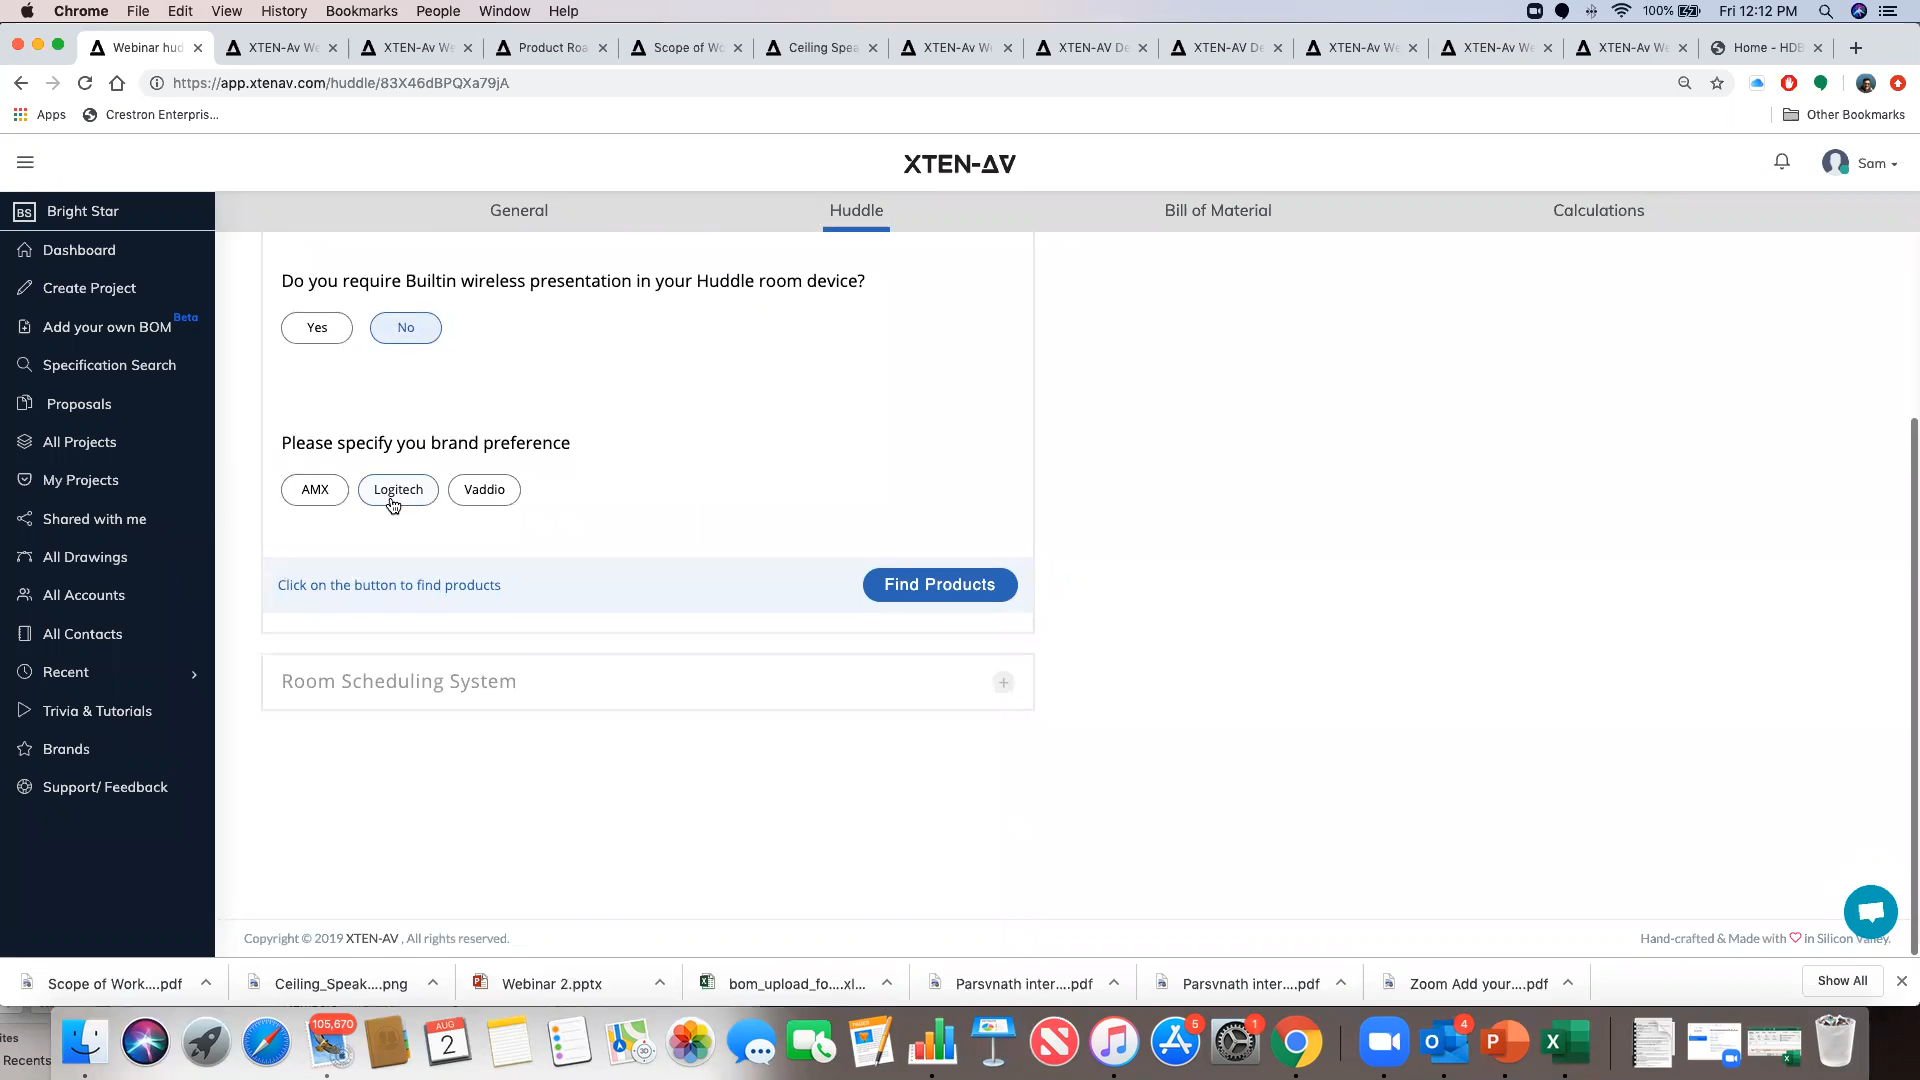 Chrome File Edit View History Bookmarks People Window Help 100% Fri 12:12 PM
Webinar hud XTEN-Av We XTEN-Av We Product Roa Scope of Wo Ceiling Spea XTEN-Av We XTEN-AV De XTEN-AV De XTEN-Av We XTEN-Av We XTEN-Av We Home - HDB
https://app.xtenav.com/huddle/83X46dBPQXa79jA
Apps Crestron Enterpris... Other Bookmarks
XTEN-AV Sam
BS Bright Star
General Huddle Bill of Material Calculations
Dashboard
Create Project
Add your own BOM Beta
Specification Search
Proposals
All Projects
My Projects
Shared with me
All Drawings
All Accounts
All Contacts
Recent
Trivia & Tutorials
Brands
Support/ Feedback
Do you require Builtin wireless presentation in your Huddle room device?
Yes No
Please specify you brand preference
AMX Logitech Vaddio
Click on the button to find products Find Products
Room Scheduling System
Copyright © 2019 XTEN-AV , All rights reserved. Hand-crafted & Made with in Silicon Valley.
Scope of Work....pdf Ceiling_Speak....png Webinar 2.pptx bom_upload_fo....xl... Parsvnath inter....pdf Parsvnath inter....pdf Zoom Add your....pdf Show All
105,670 AUG 2 5 1 4
ites
Recents